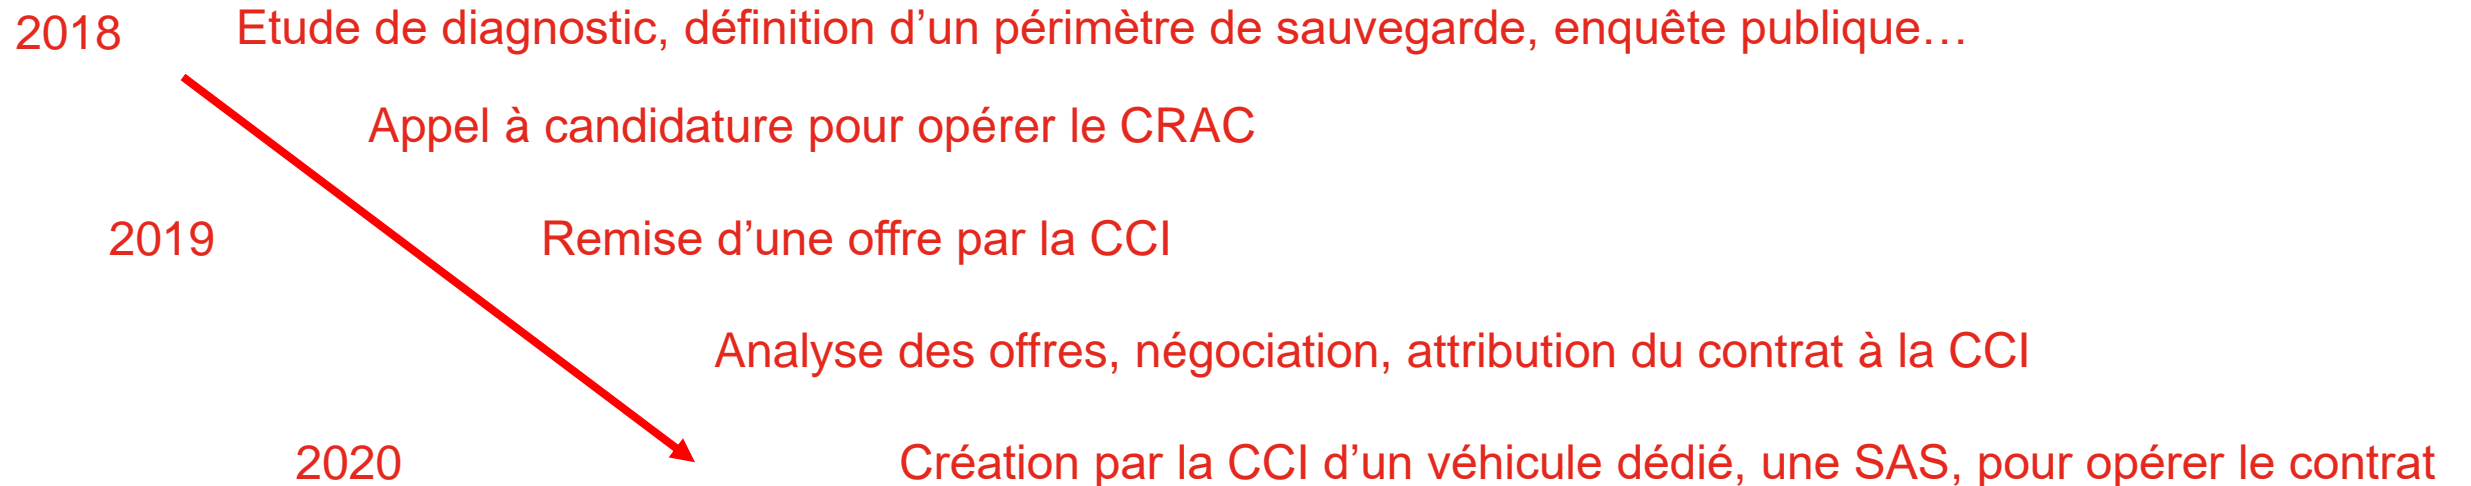 2018 Etude de diagnostic, définition d’un périmètre de sauvegarde, enquête publique…
Appel à candidature pour opérer le CRAC
2019 Remise d’une offre par la CCI
Analyse des offres, négociation, attribution du contrat à la CCI
2020 Création par la CCI d’un véhicule dédié, une SAS, pour opérer le contrat